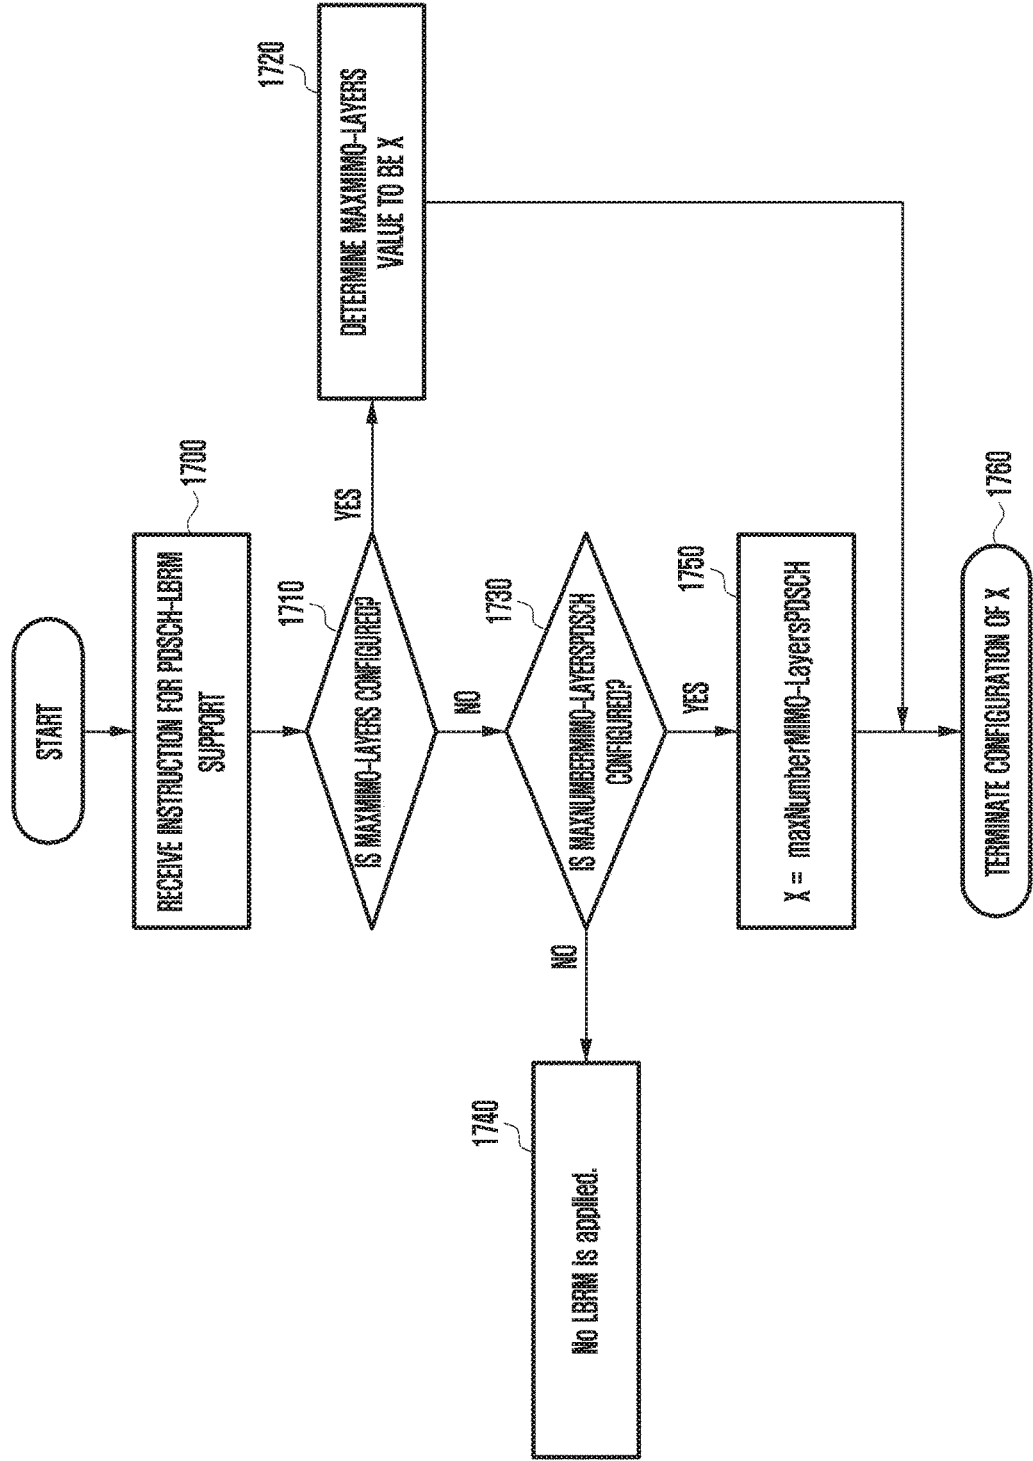 START
1700
RECEIVE INSTRUCTION FOR PDSCH-LBRM
SUPPORT
1710
IS MAXMIMO-LAYERS CONFIGURED?
YES
1720
DETERMINE MAXMIMO-LAYERS
VALUE TO BE X
NO
1730
IS MAXNUMBERMIMO-LAYERSPDSCH
CONFIGURED?
NO
1740
No LBRM is applied.
YES
1750
X = maxNumberMIMO-LayersPDSCH
1760
TERMINATE CONFIGURATION OF X